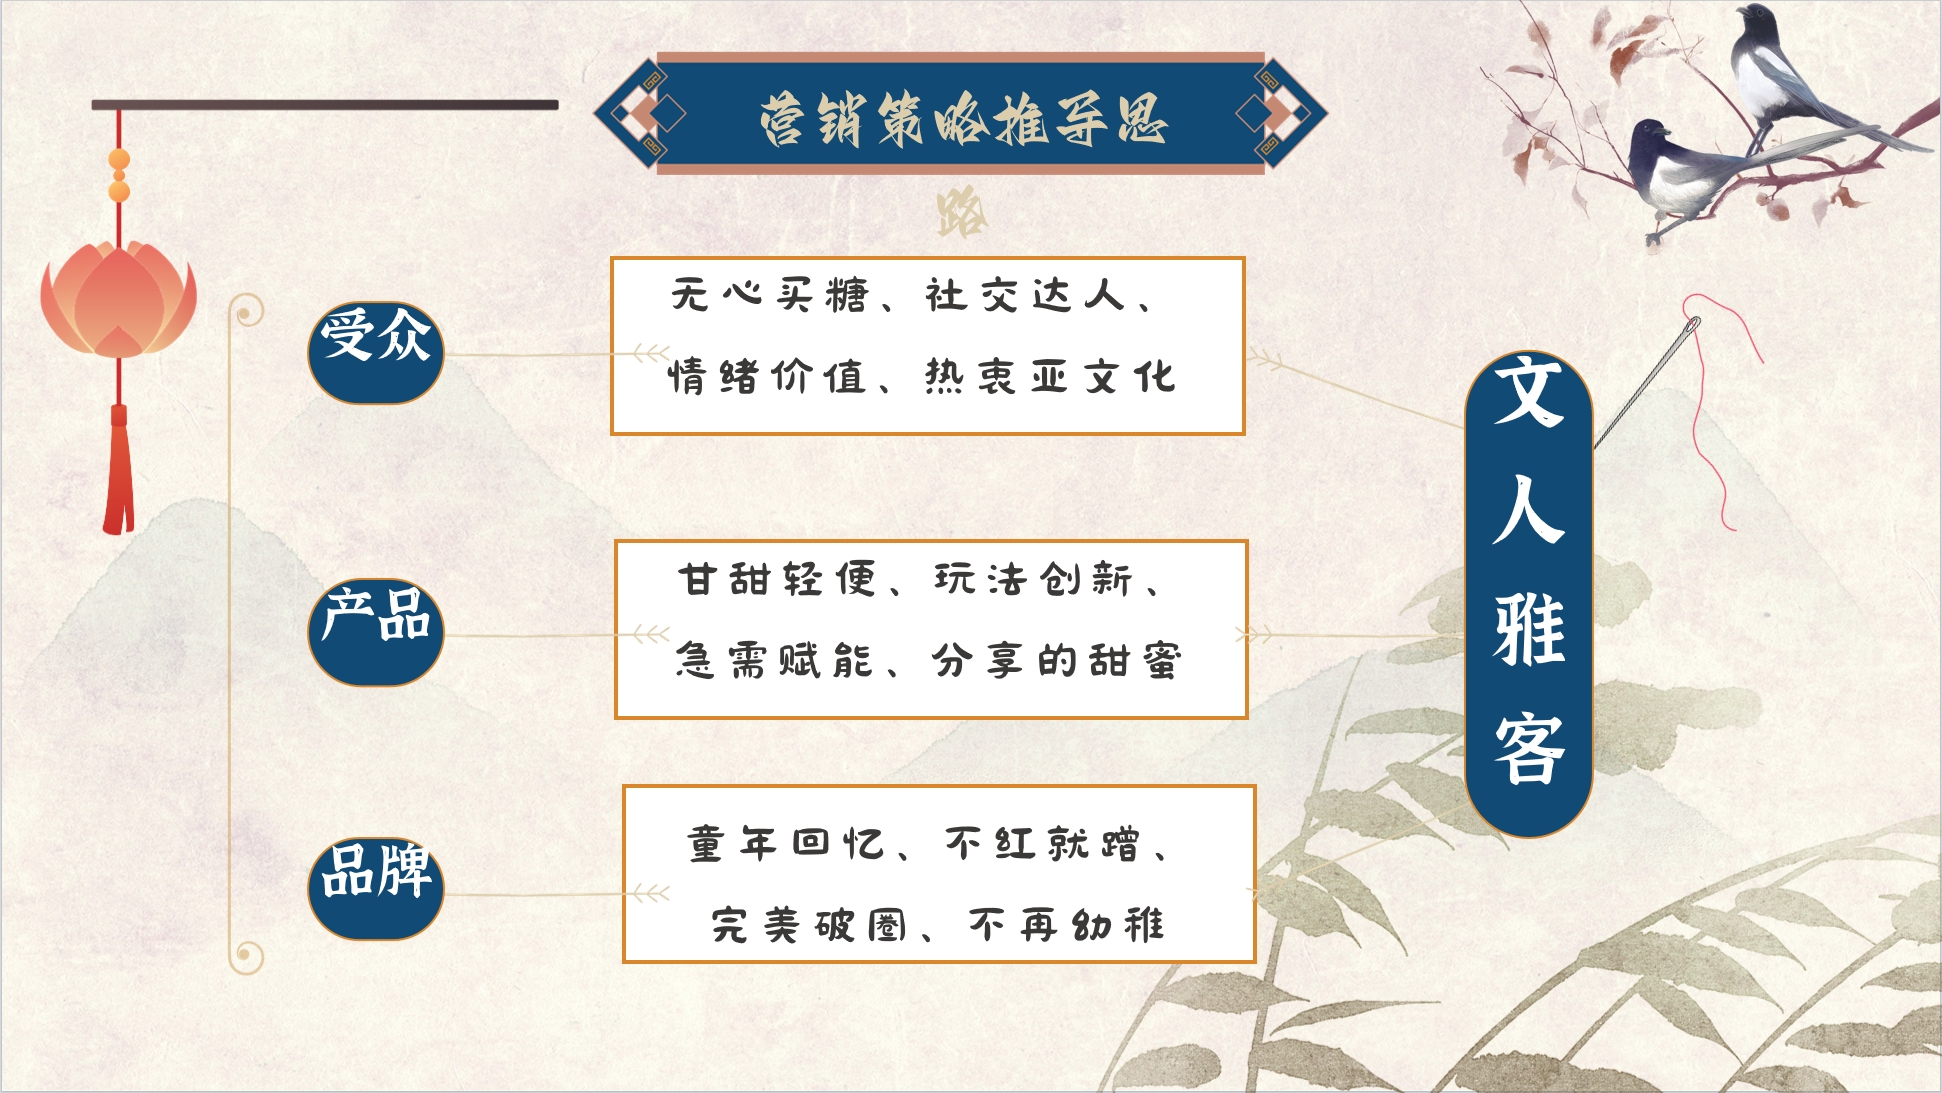 营销策略推导思
路
受众
无心买糖、社交达人、
情绪价值、热衷亚文化
产品
甘甜轻便、玩法创新、
急需赋能、分享的甜蜜
品牌
童年回忆、不红就蹭、
完美破圈、不再幼稚
文
人
雅
客